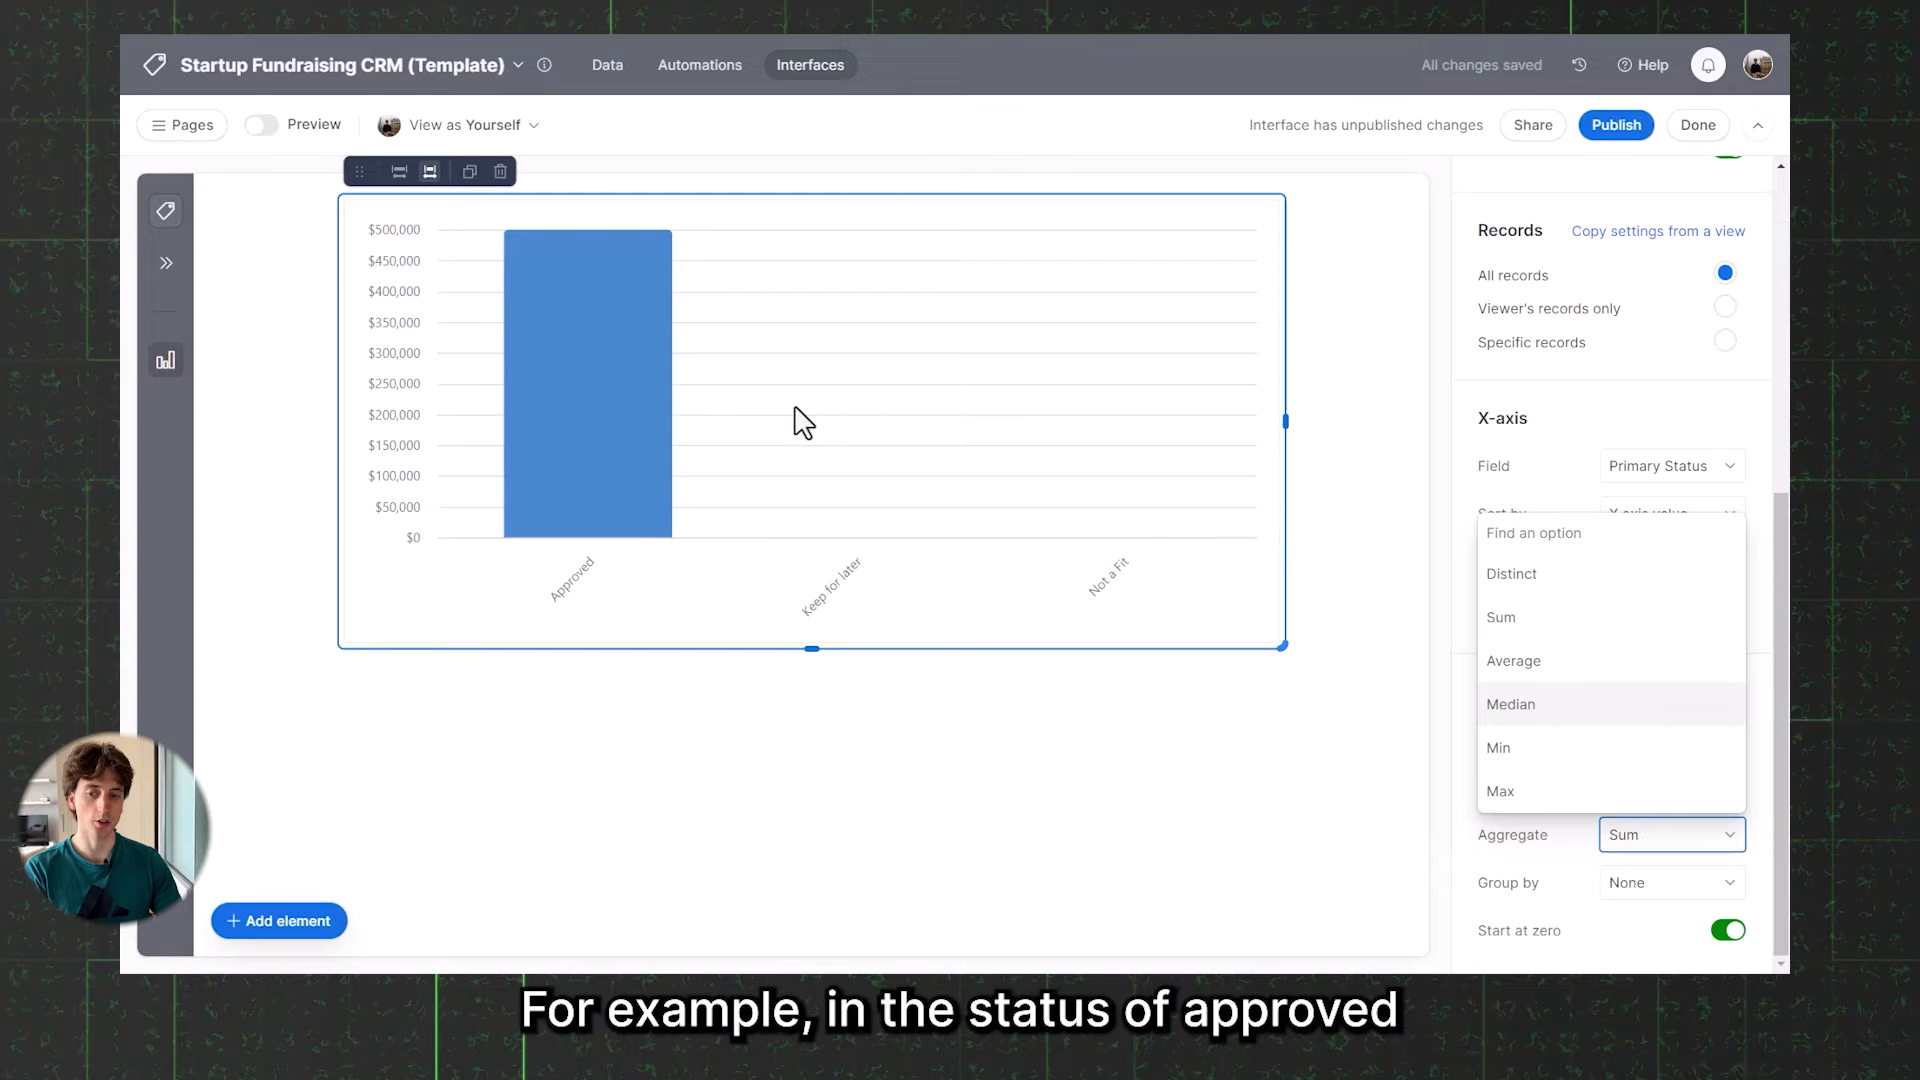 Startup Fundraising CRM (Template)
Data
Automations
Interfaces
All changes saved
Help
Pages
Preview
View as Yourself
Interface has unpublished changes
Share
Publish
Done
$500,000
$450,000
$400,000
$350,000
$300,000
$250,000
$200,000
$150,000
$100,000
$50,000
$0
Approved
Keep for later
Not a Fit
Add element
Records
Copy settings from a view
All records
Viewer's records only
Specific records
X-axis
Field
Primary Status
Sort by
X-axis value
Find an option
Distinct
Sum
Average
Median
Min
Max
Aggregate
Sum
Group by
None
Start at zero
For example, in the status of approved